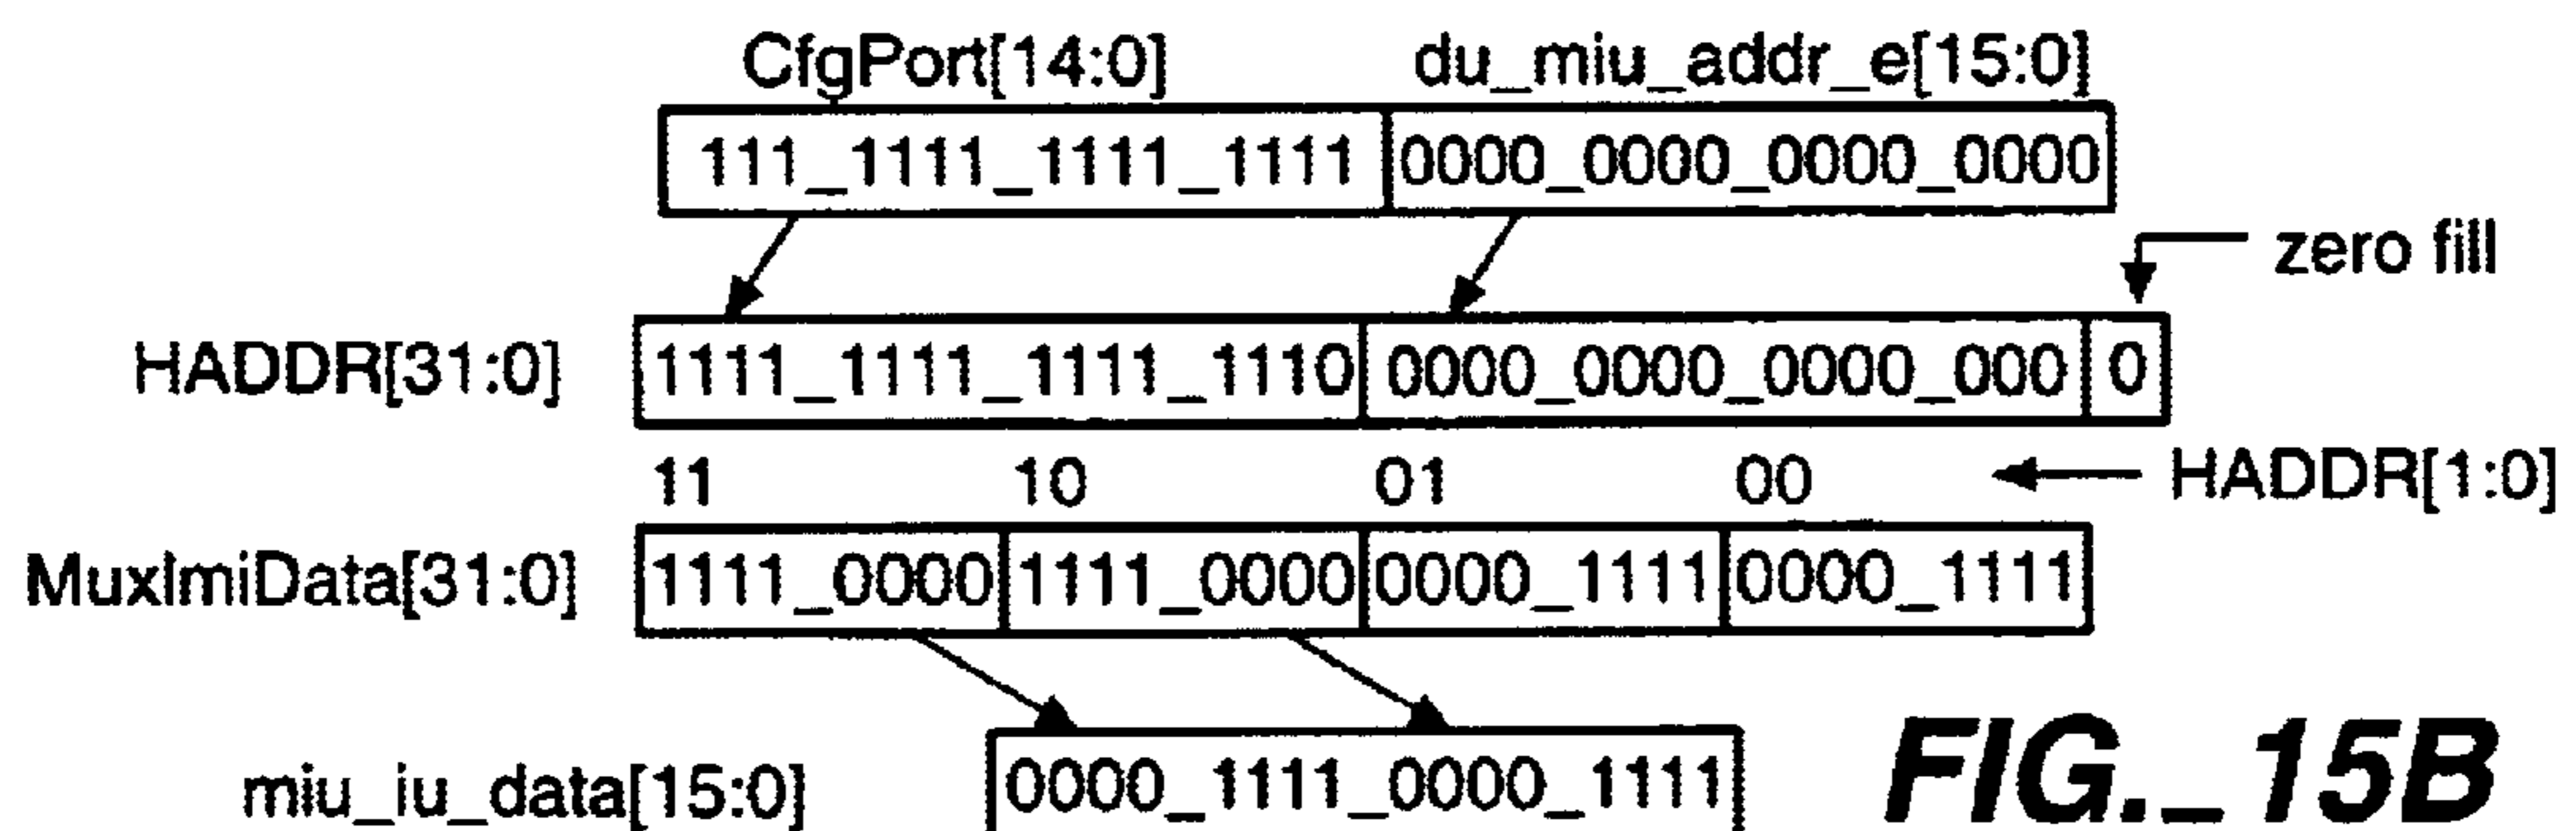 CfgPort[14:0] du_miu_addr_e[15:0]
111_1111_1111_1111 0000_0000_0000_0000
zero fill
HADDR[31:0] 1111_1111_1111_1110 0000_0000_0000_000 0
11 10 01 00 HADDR[1:0]
MuxImiData[31:0] 1111_0000 1111_0000 0000_1111 0000_1111
miu_iu_data[15:0] 0000_1111_0000_1111
FIG._15B